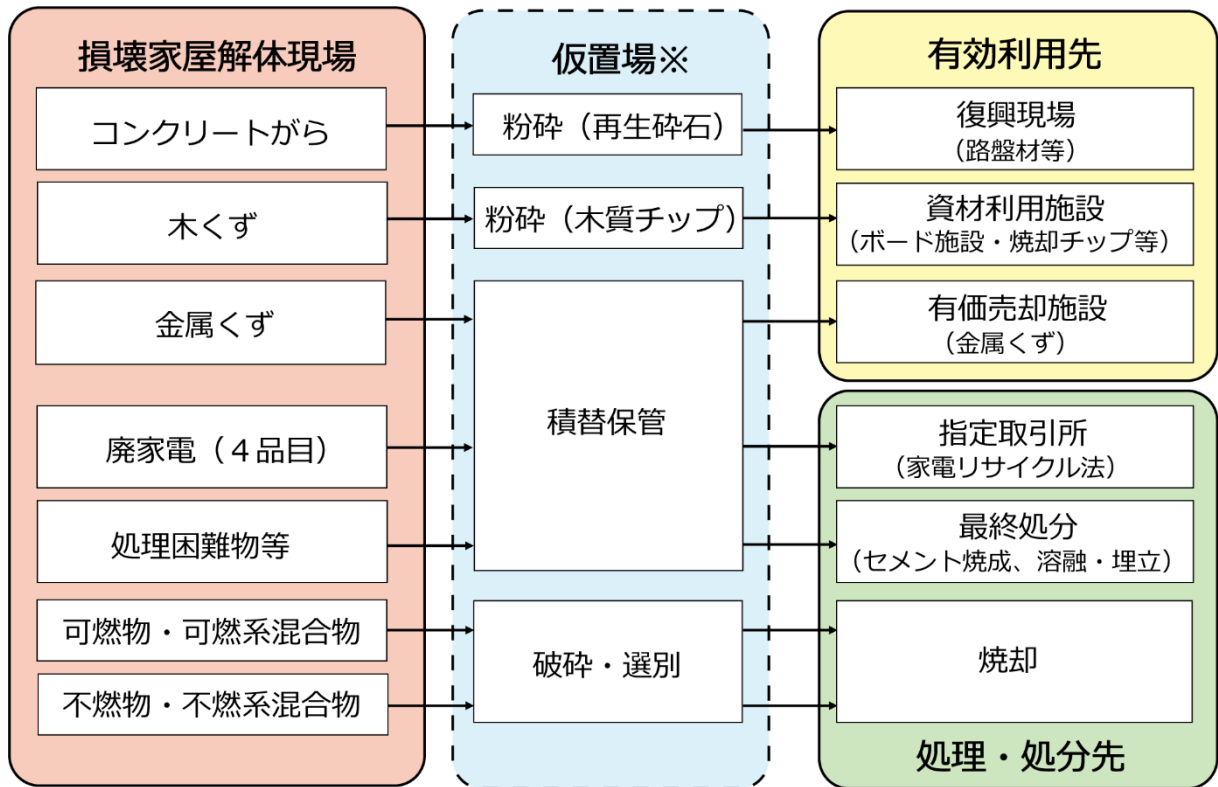 損壊家屋解体現場
コンクリートがら
木くず
金属くず
廃家電（４品目）
処理困難物等
可燃物・可燃系混合物
不燃物・不燃系混合物
仮置場※
粉砕（再生砕石）
粉砕（木質チップ）
積替保管
破砕・選別
有効利用先
復興現場
（路盤材等）
資材利用施設
（ボード施設・焼却チップ等）
有価売却施設
（金属くず）
指定取引所
（家電リサイクル法）
最終処分
（セメント焼成、溶融・埋立）
焼却
処理・処分先